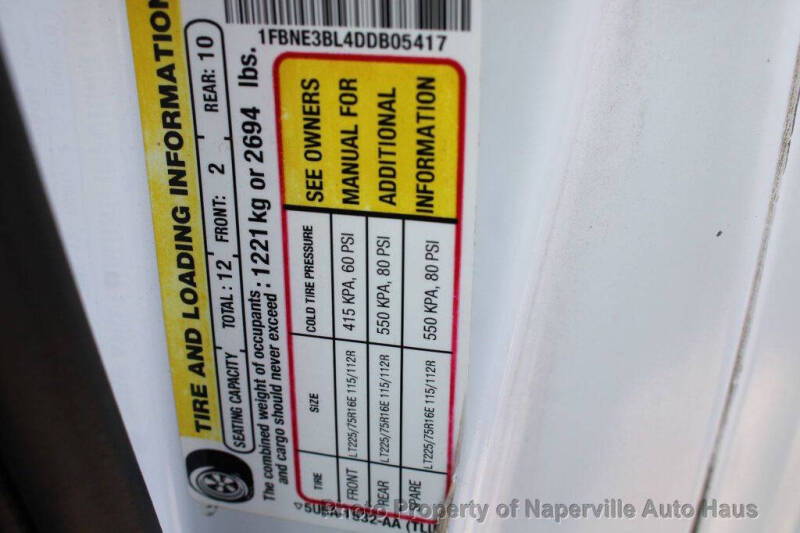 TIRE AND LOADING INFORMATION
SEATING CAPACITY TOTAL : 12 FRONT: 2 REAR: 10
The combined weight of occupants
and cargo should never exceed : 1221 kg or 2694 lbs.
TIRE SIZE COLD TIRE PRESSURE SEE OWNERS
FRONT LT225/75R16E 115/112R 415 KPA, 60 PSI MANUAL FOR
REAR LT225/75R16E 115/112R 550 KPA, 80 PSI ADDITIONAL
SPARE LT225/75R16E 115/112R 550 KPA, 80 PSI INFORMATION
1FBNE3BL4DDB05417
Photo Property of Naperville Auto Haus